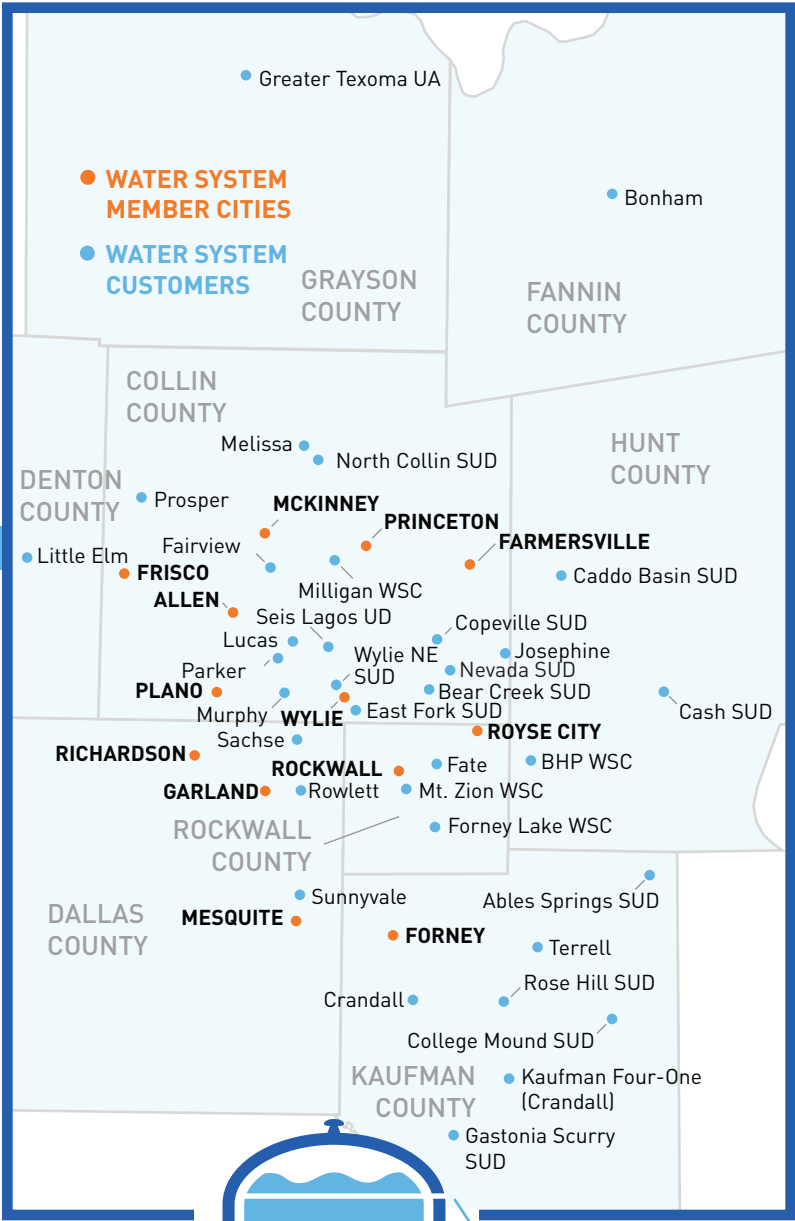 Greater Texoma UA
WATER SYSTEM
MEMBER CITIES
Bonham
WATER SYSTEM
CUSTOMERS
GRAYSON
COUNTY
FANNIN
COUNTY
COLLIN
COUNTY
Melissa
North Collin SUD
HUNT
COUNTY
DENTON
COUNTY
Prosper
MCKINNEY
PRINCETON
FARMERSVILLE
Fairview
Little Elm
FRISCO
Milligan WSC
Caddo Basin SUD
ALLEN
Seis Lagos UD
Copeville SUD
Lucas
Wylie NE
SUD
Josephine
Parker
Nevada SUD
PLANO
Bear Creek SUD
Murphy
WYLIE
East Fork SUD
Cash SUD
Sachse
ROYSE CITY
RICHARDSON
ROCKWALL
Fate
BHP WSC
GARLAND
Rowlett
Mt. Zion WSC
ROCKWALL
COUNTY
Forney Lake WSC
Sunnyvale
Ables Springs SUD
DALLAS
COUNTY
MESQUITE
FORNEY
Terrell
Rose Hill SUD
Crandall
College Mound SUD
KAUFMAN
COUNTY
Kaufman Four-One
(Crandall)
Gastonia Scurry
SUD